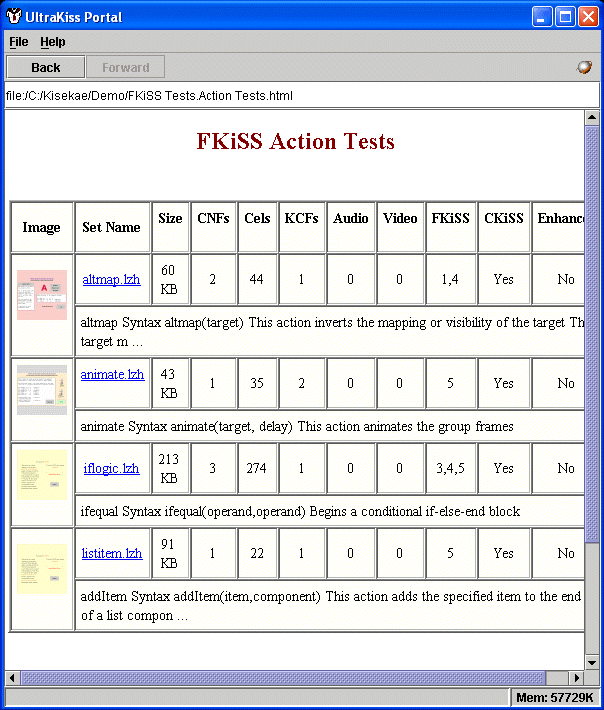 UltraKiss Portal
File Help
Back Forward
file:/C:/Kisekae/Demo/FKiSS Tests.Action Tests.html
FKiSS Action Tests
Image Set Name Size CNFs Cels KCFs Audio Video FKiSS CKiSS Enhance
altmap.lzh 60 KB 2 44 1 0 0 1,4 Yes No
altmap Syntax altmap(target) This action inverts the mapping or visibility of the target Th
target m ...
animate.lzh 43 KB 1 35 2 0 0 5 Yes No
animate Syntax animate(target, delay) This action animates the group frames
iflogic.lzh 213 KB 3 274 1 0 0 3,4,5 Yes No
ifequal Syntax ifequal(operand,operand) Begins a conditional if-else-end block
listitem.lzh 91 KB 1 22 1 0 0 5 Yes No
addItem Syntax addItem(item,component) This action adds the specified item to the end
of a list compon ...
Mem: 57729K